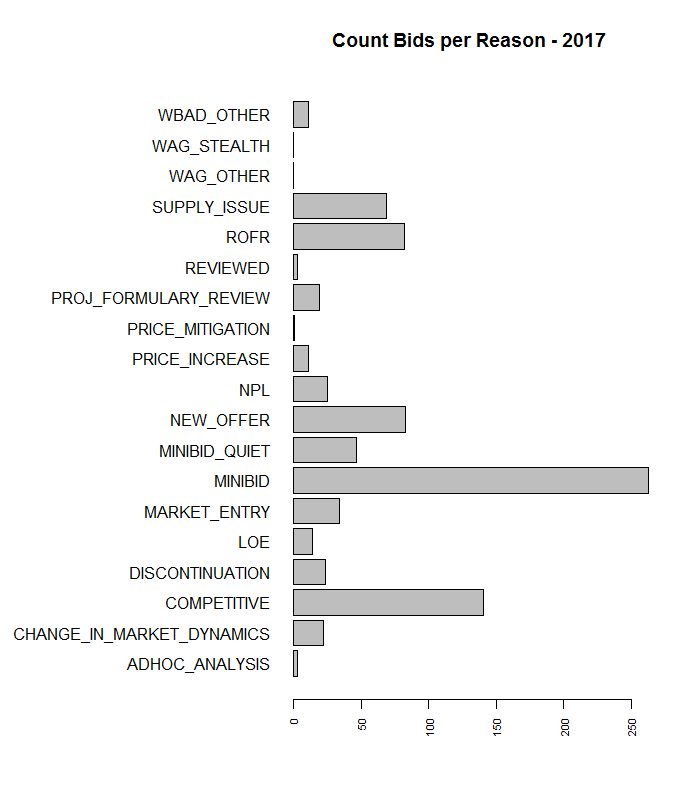 Count Bids per Reason - 2017
WBAD_OTHER
WAG_STEALTH
WAG_OTHER
SUPPLY_ISSUE
ROFR
REVIEWED
PROJ_FORMULARY_REVIEW
PRICE_MITIGATION
PRICE_INCREASE
NPL
NEW_OFFER
MINIBID_QUIET
MINIBID
MARKET_ENTRY
LOE
DISCONTINUATION
COMPETITIVE
CHANGE_IN_MARKET_DYNAMICS
ADHOC_ANALYSIS
0 50 100 150 200 250